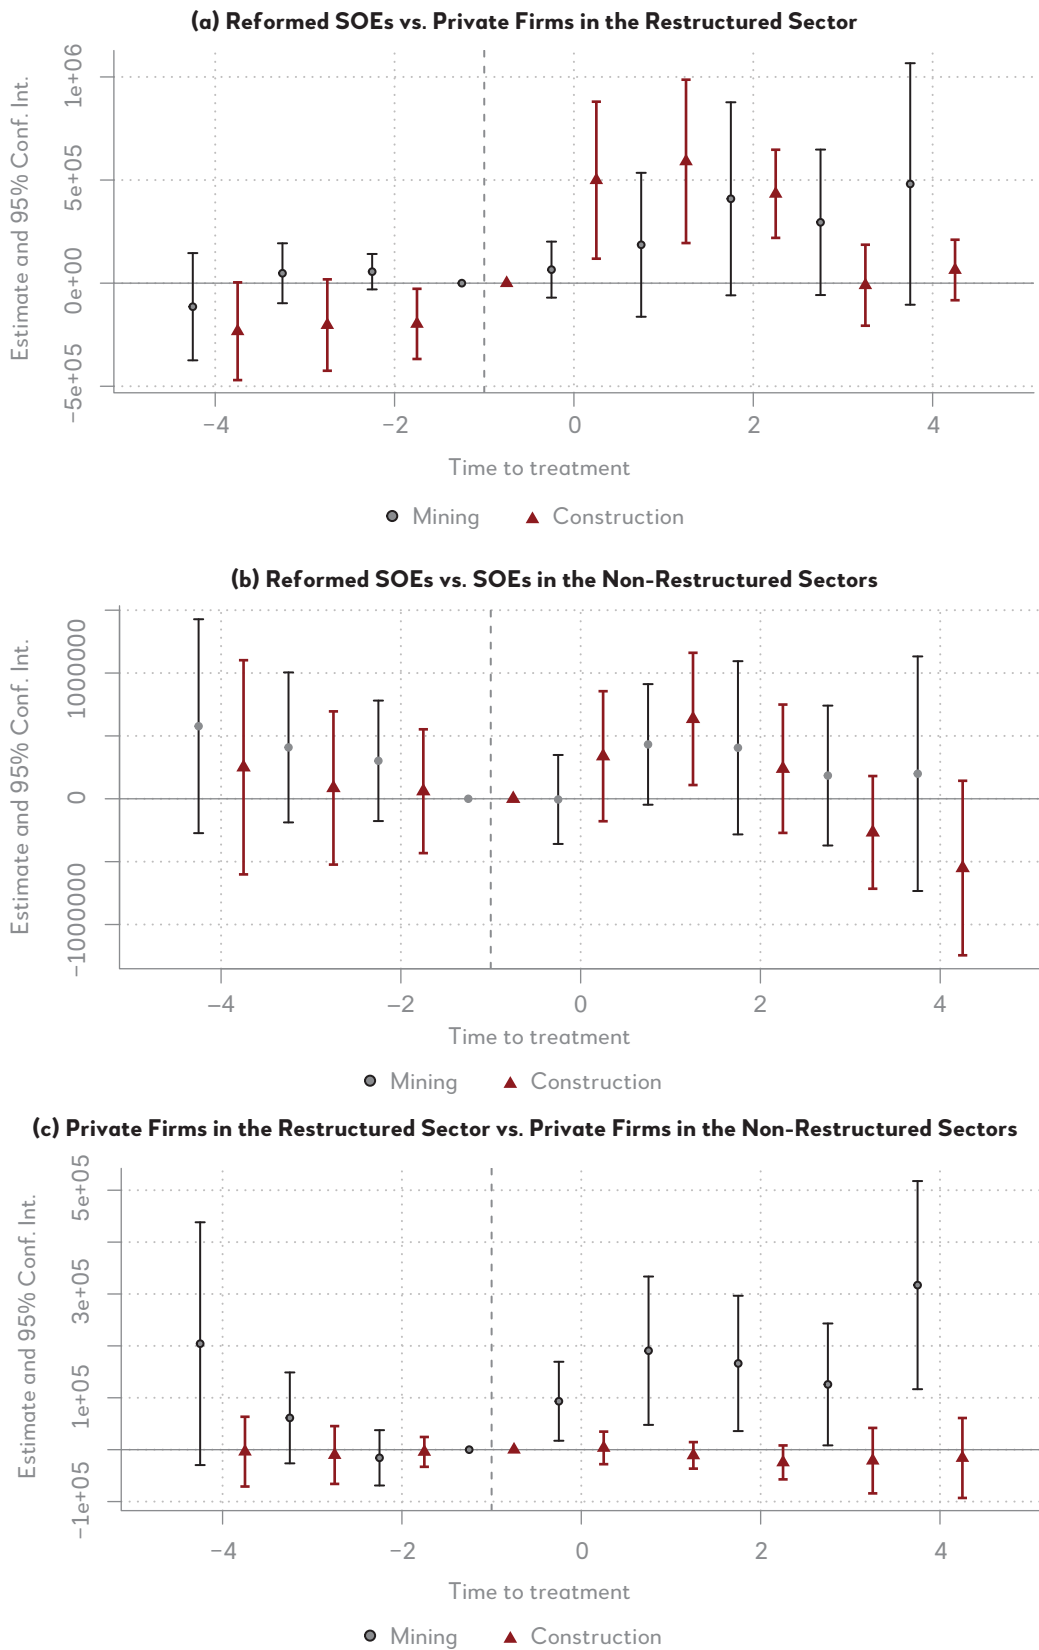 (a) Reformed SOEs vs. Private Firms in the Restructured Sector
Estimate and 95% Conf. Int.
1e+06
5e+05
0e+00
−5e+05
−4 −2 0 2 4
Time to treatment
Mining Construction
(b) Reformed SOEs vs. SOEs in the Non-Restructured Sectors
Estimate and 95% Conf. Int.
1000000
0
−1000000
−4 −2 0 2 4
Time to treatment
Mining Construction
(c) Private Firms in the Restructured Sector vs. Private Firms in the Non-Restructured Sectors
Estimate and 95% Conf. Int.
5e+05
3e+05
1e+05
−1e+05
−4 −2 0 2 4
Time to treatment
Mining Construction